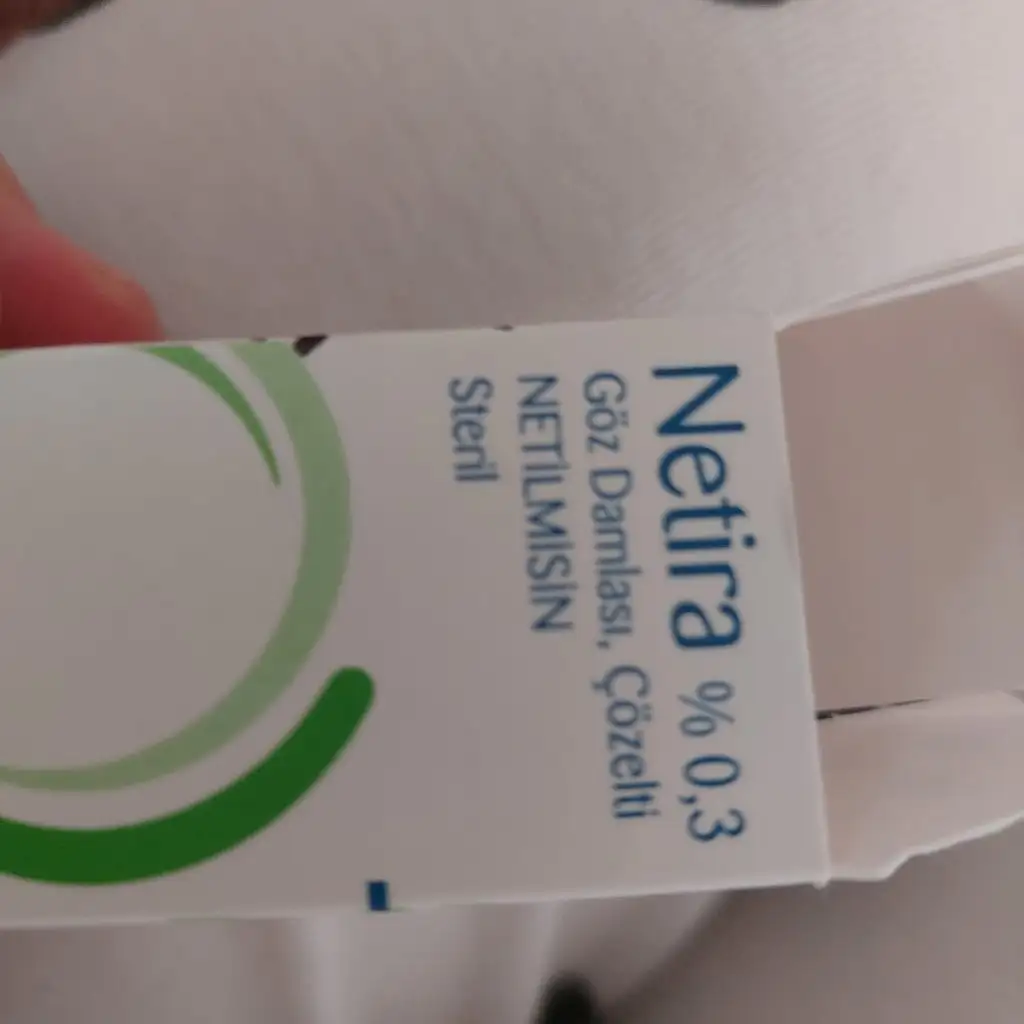 Netira % 0,3
Göz Damlası, Çözelti
NETİLMİSİN
Steril